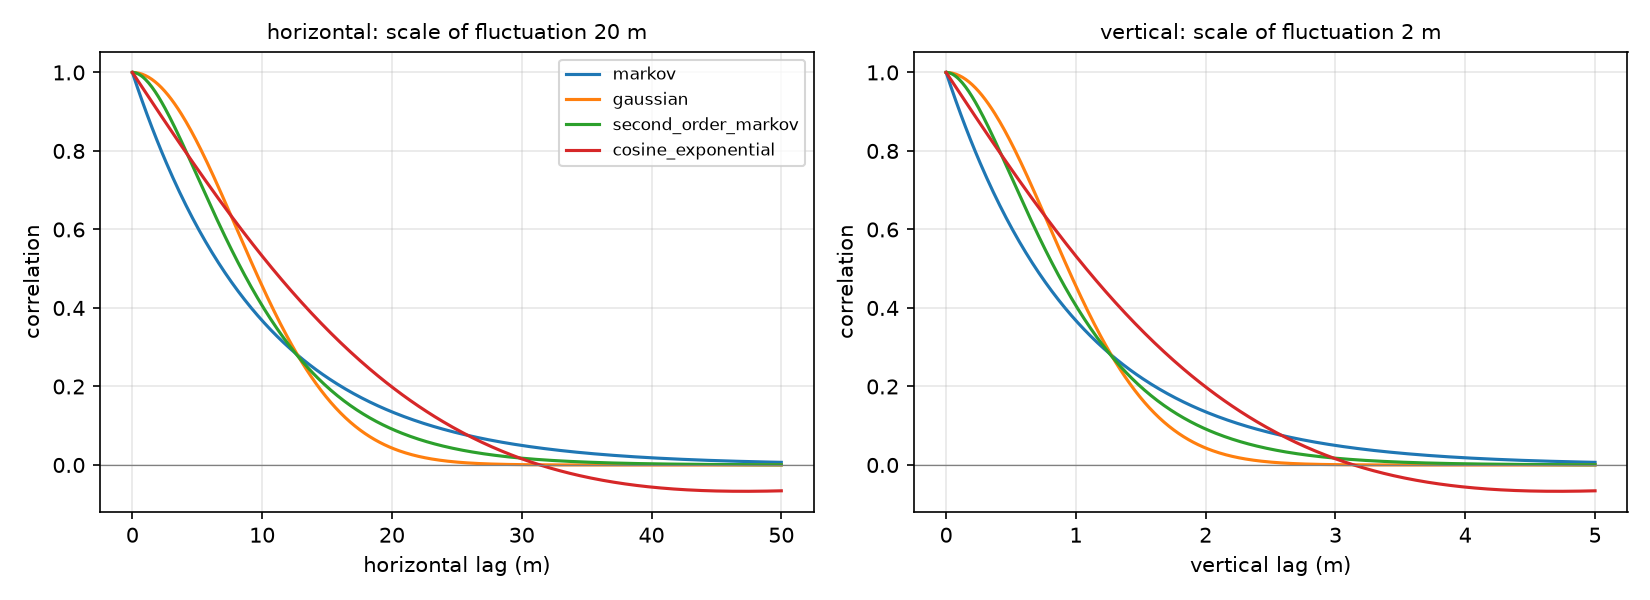 horizontal: scale of fluctuation 20 m
1.0
0.8
0.6
0.4
0.2
0.0
correlation
markov
gaussian
second_order_markov
cosine_exponential
0 10 20 30 40 50
horizontal lag (m)
vertical: scale of fluctuation 2 m
1.0
0.8
0.6
0.4
0.2
0.0
correlation
0 1 2 3 4 5
vertical lag (m)